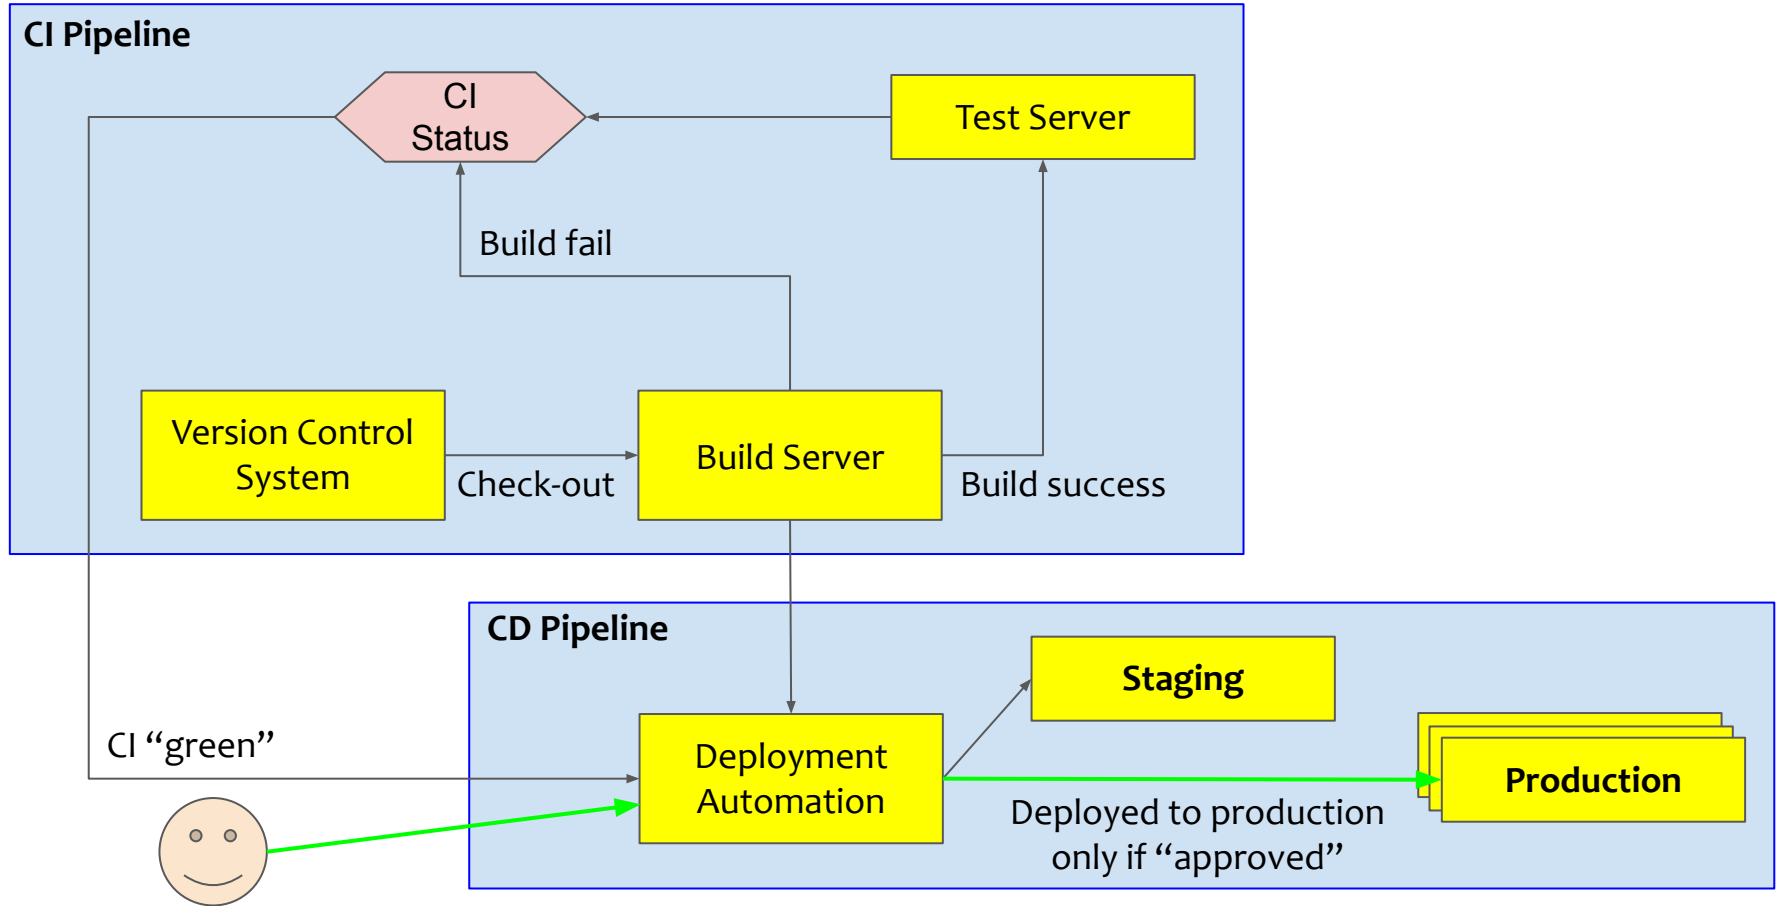 CI Pipeline
CI
Status
Test Server
Build fail
Version Control
System
Check-out
Build Server
Build success
CD Pipeline
Staging
CI “green”
Deployment
Automation
Production
Deployed to production
only if “approved”